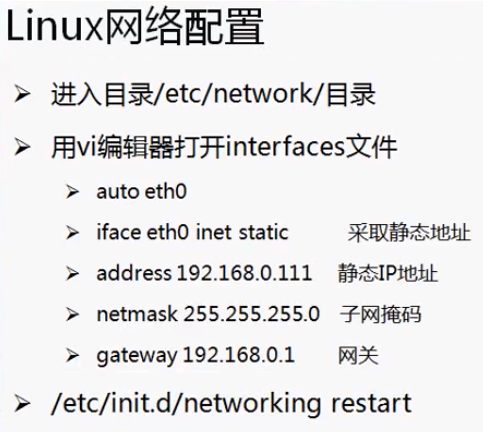 Linux网络配置
进入目录/etc/network/目录
用vi编辑器打开interfaces文件
auto eth0
iface eth0 inet static 采取静态地址
address 192.168.0.111 静态IP地址
netmask 255.255.255.0 子网掩码
gateway 192.168.0.1 网关
/etc/init.d/networking restart